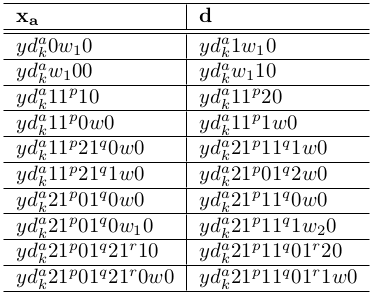 x_a d
yd_k^a0w_10 yd_k^a1w_10
yd_k^aw_100 yd_k^aw_110
yd_k^a11^p10 yd_k^a11^p20
yd_k^a11^p0w0 yd_k^a11^p1w0
yd_k^a11^p21^q0w0 yd_k^a21^p11^q1w0
yd_k^a11^p21^q1w0 yd_k^a21^p01^q2w0
yd_k^a21^p01^q0w0 yd_k^a21^p11^q0w0
yd_k^a21^p01^q0w_10 yd_k^a21^p11^q1w_20
yd_k^a21^p01^q21^r10 yd_k^a21^p11^q01^r20
yd_k^a21^p01^q21^r0w0 yd_k^a21^p11^q01^r1w0